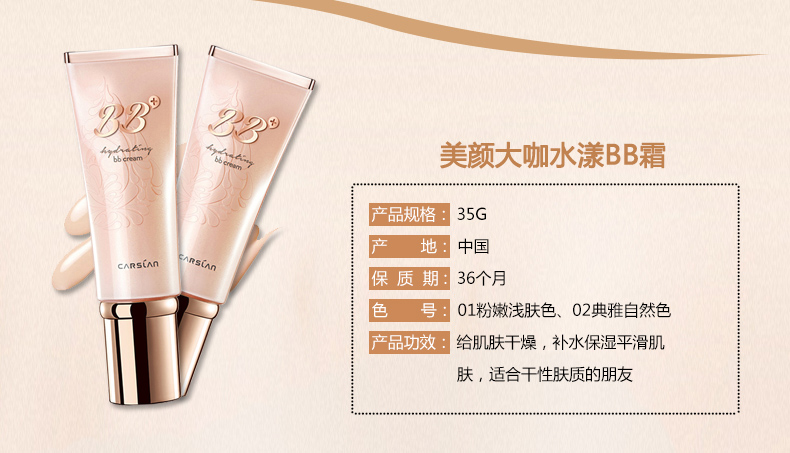 BB+
hydrating
bb cream
CARSLAN
BB+
hydrating
bb cream
CARSLAN
美颜大咖水漾BB霜
产品规格： 35G
产 地： 中国
保 质 期： 36个月
色 号： 01粉嫩浅肤色、02典雅自然色
产品功效： 给肌肤干燥，补水保湿平滑肌
肤，适合干性肤质的朋友